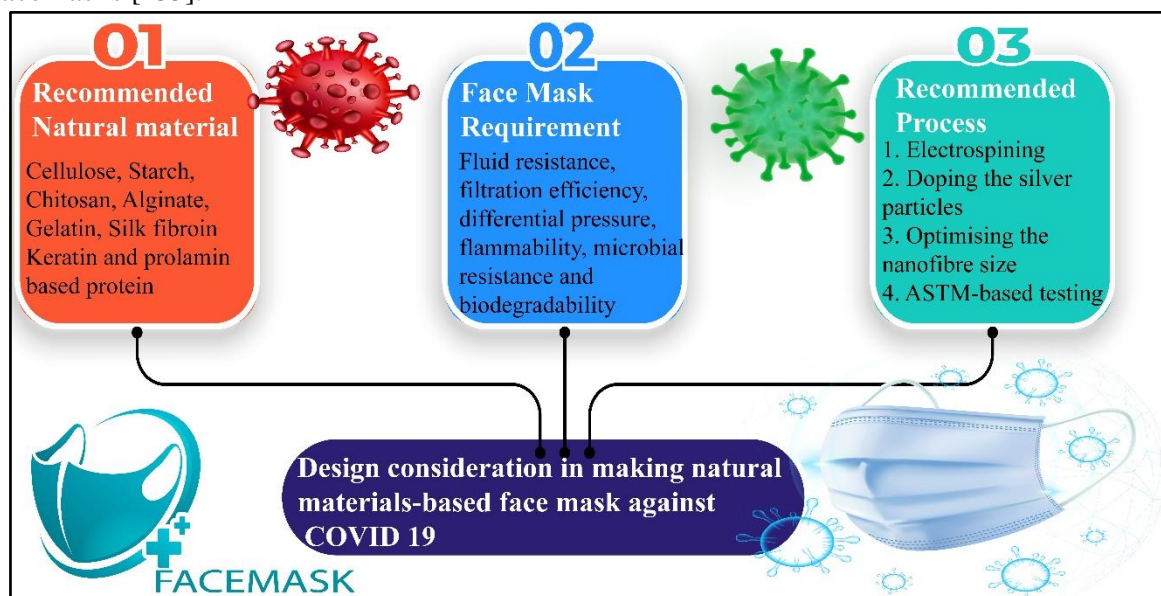 01
Recommended
Natural material
Cellulose, Starch,
Chitosan, Alginate,
Gelatin, Silk fibroin
Keratin and prolamin
based protein
02
Face Mask
Requirement
Fluid resistance,
filtration efficiency,
differential pressure,
flammability, microbial
resistance and
biodegradability
03
Recommended
Process
1. Electrospining
2. Doping the silver
particles
3. Optimising the
nanofibre size
4. ASTM-based testing
Design consideration in making natural
materials-based face mask against
COVID 19
FACEMASK